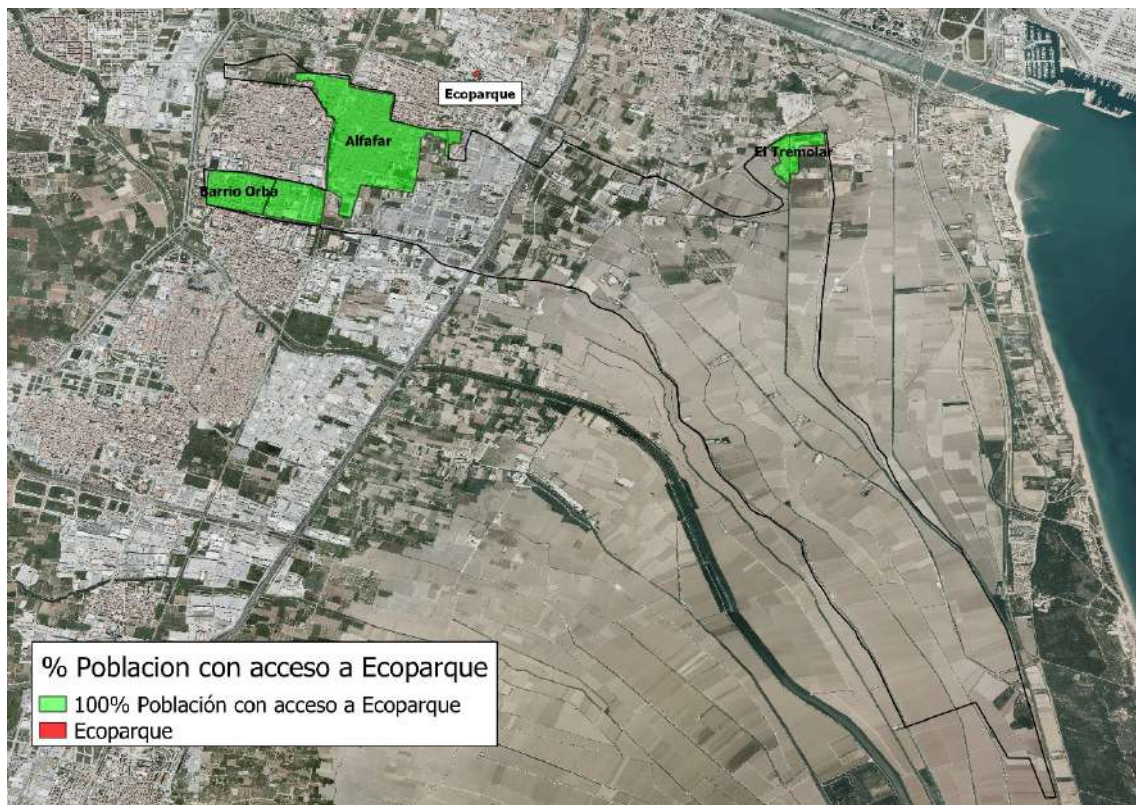 Ecoparque
Alfafar
El Tremolar
Barrio Orba
% Poblacion con acceso a Ecoparque
100% Población con acceso a Ecoparque
Ecoparque